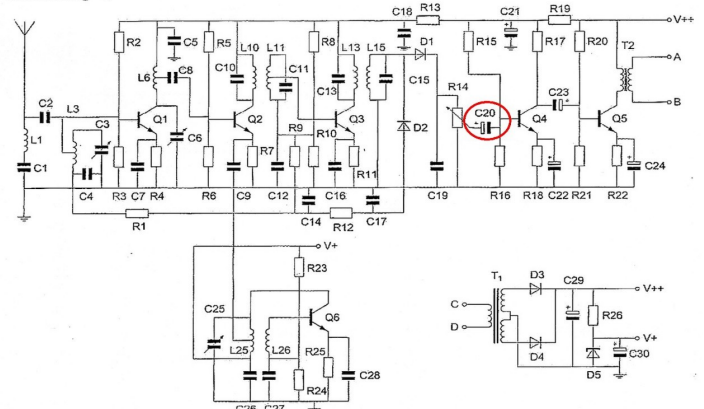 C18 R13 C21 R19 V++
R2 C5 R5 R8 D1 R15 R17 R20 T2
L10 L11 L13 L15
L6 C8 C10 C11 C13 C15 R14 C23 A
C2 C20 B
L3 Q1 Q2 Q3 Q4 Q5
C3 C6 R9 R10 D2
L1 R7 R11
C1 C4 R3 C7 R4 R6 C9 C12 C16 C19 R16 R18 C22 R21 R22 C24
C14 C17
R1 R12
V+
R23 T1 D3 C29 V++
C25 Q6 C R26
L25 L26 R25 D D4 V+
R24 C28 D5 C30
C26 C27